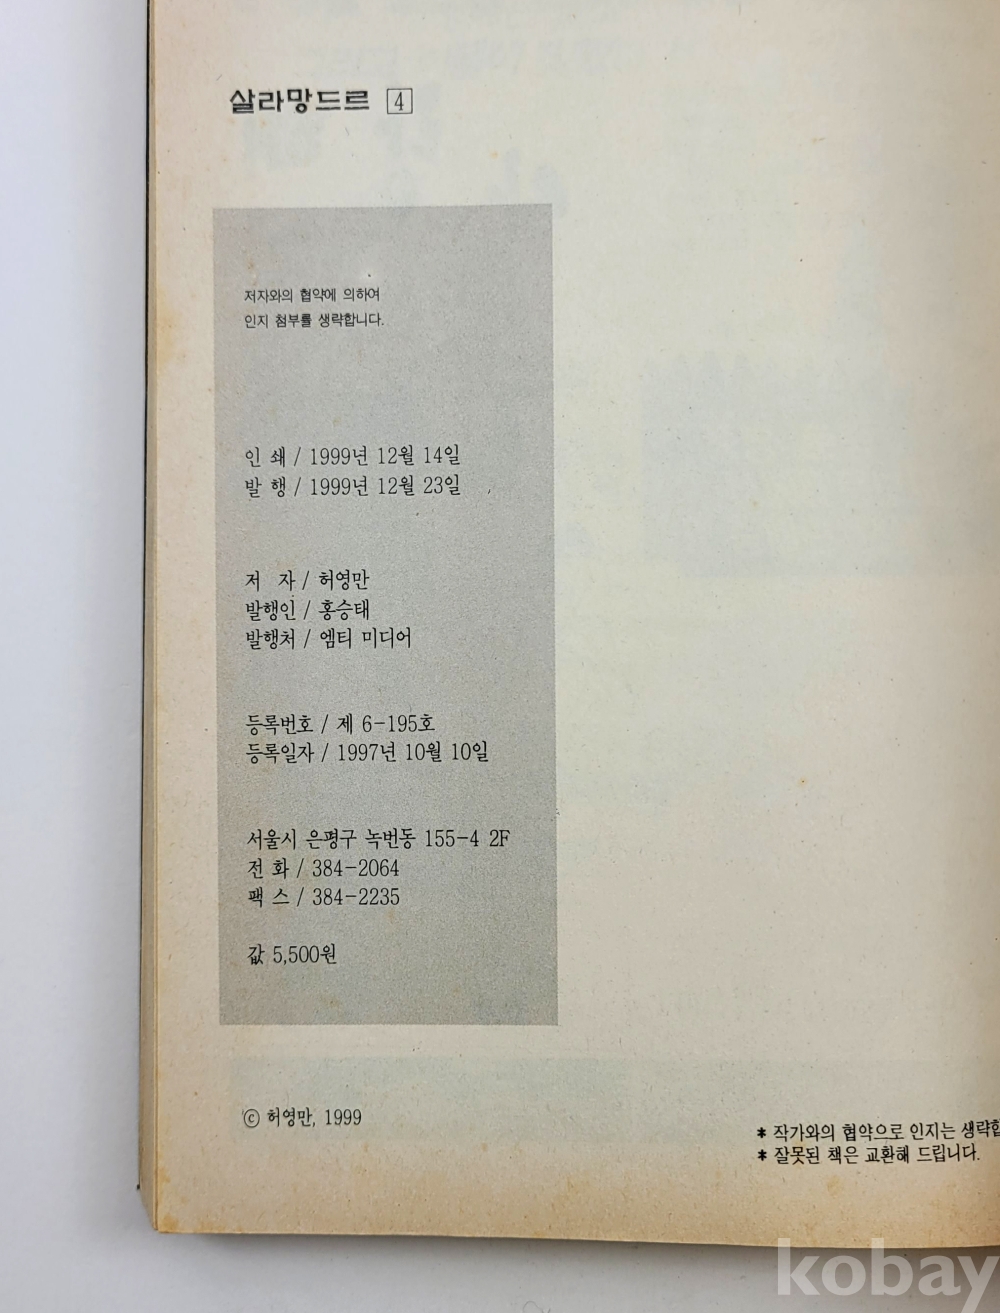 살라망드르 4
저자와의 협약에 의하여
인지 첨부를 생략합니다.
인 쇄 / 1999년 12월 14일
발 행 / 1999년 12월 23일
저 자 / 허영만
발행인 / 홍승태
발행처 / 엠티 미디어
등록번호 / 제 6-195호
등록일자 / 1997년 10월 10일
서울시 은평구 녹번동 155-4 2F
전 화 / 384-2064
팩 스 / 384-2235
값 5,500원
ⓒ 허영만, 1999
* 작가와의 협약으로 인지는
* 잘못된 책은 교환해 드립니다.
kobay